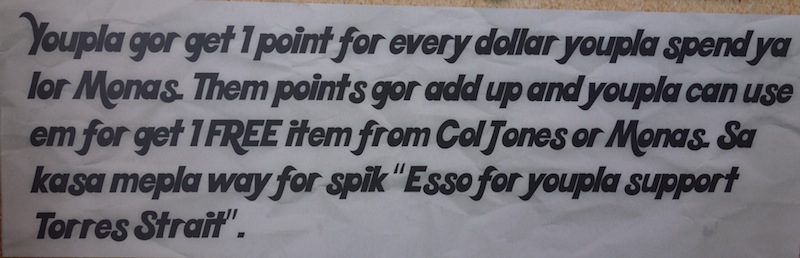 Youpla gor get 1 point for every dollar youpla spend ya
lor Monas. Them points gor add up and youpla can use
em for get 1 FREE item from Col Jones or Monas. Sa
kasa mepla way for spik "Esso for youpla support
Torres Strait".